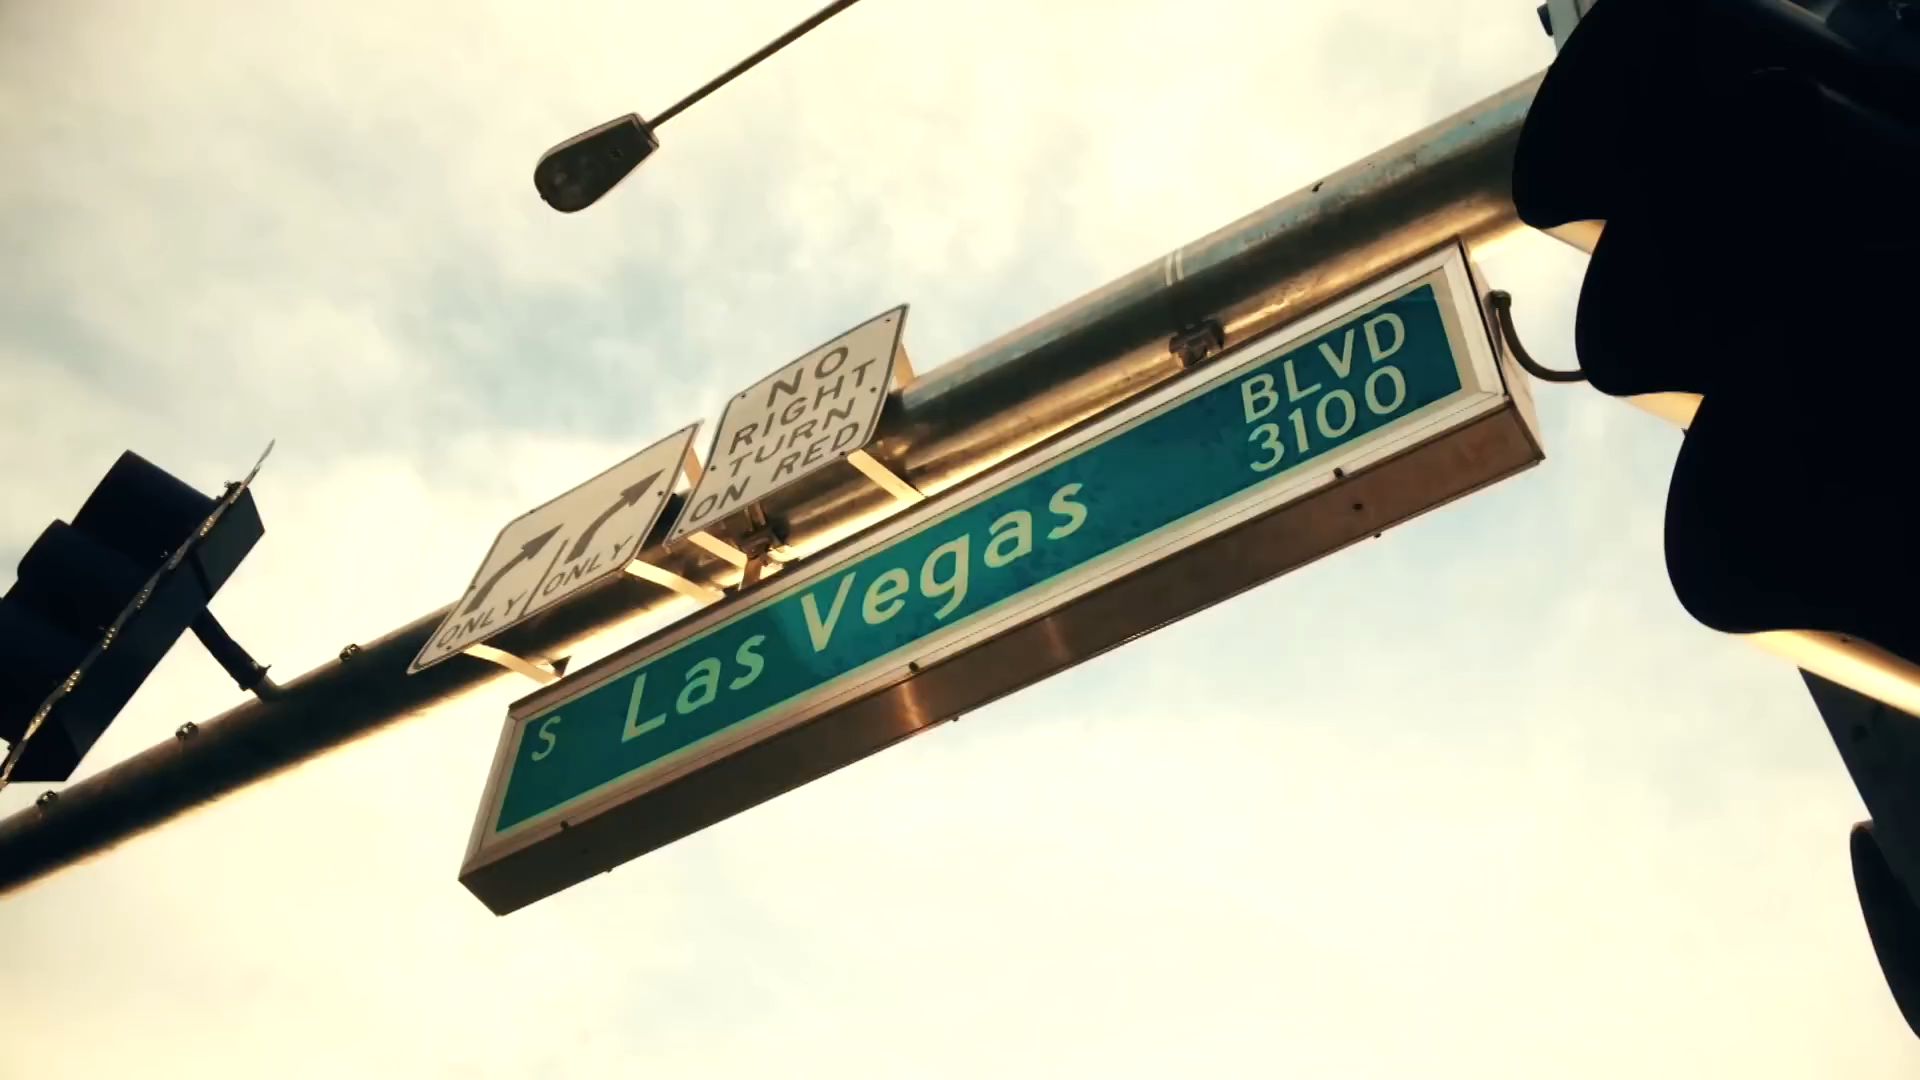 NO
RIGHT
TURN
ON RED
ONLY ONLY
S Las Vegas BLVD
3100